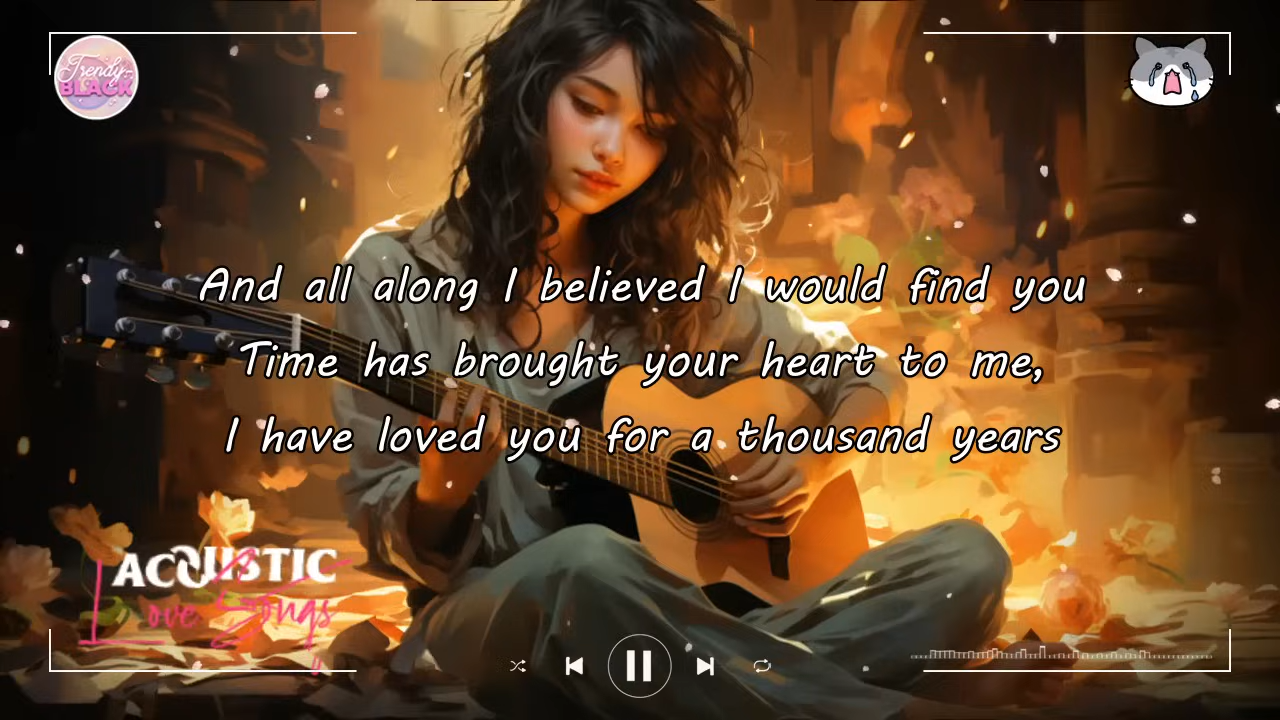 Trendy
BLACK
And all along I believed I would find you
Time has brought your heart to me,
I have loved you for a thousand years
ACOUSTIC
Love Songs